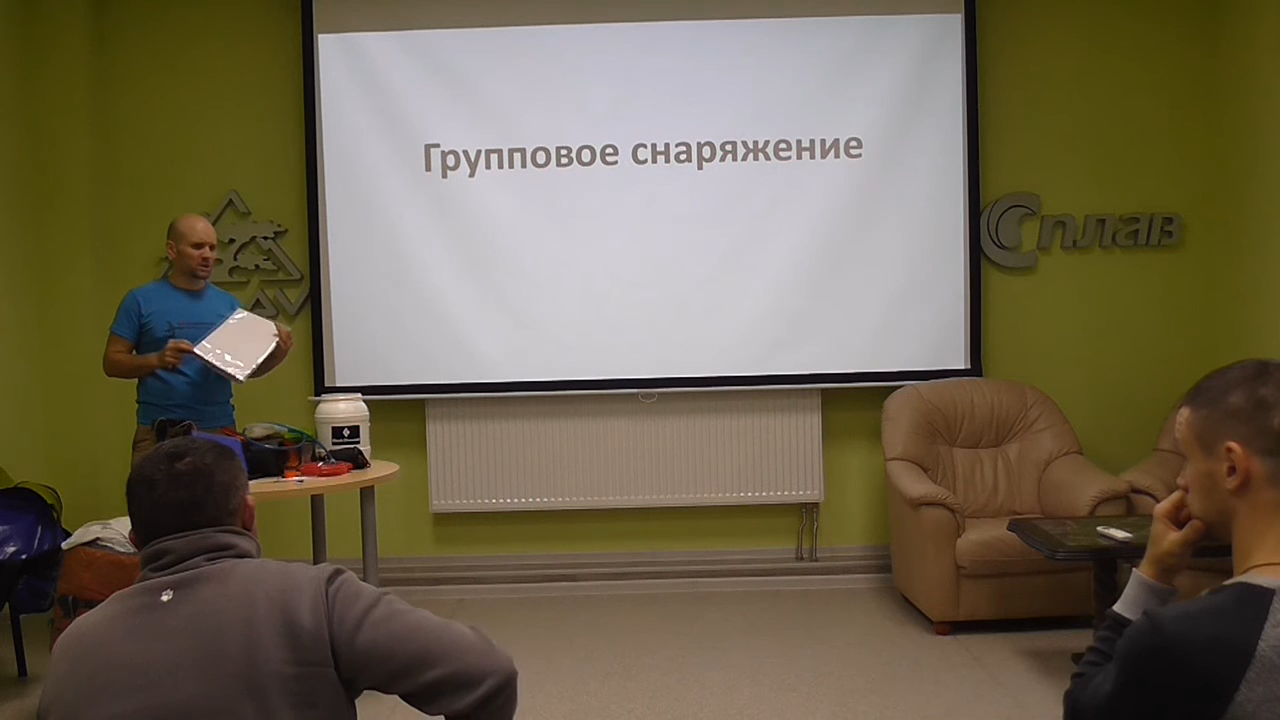 Групповое снаряжение
Сплав